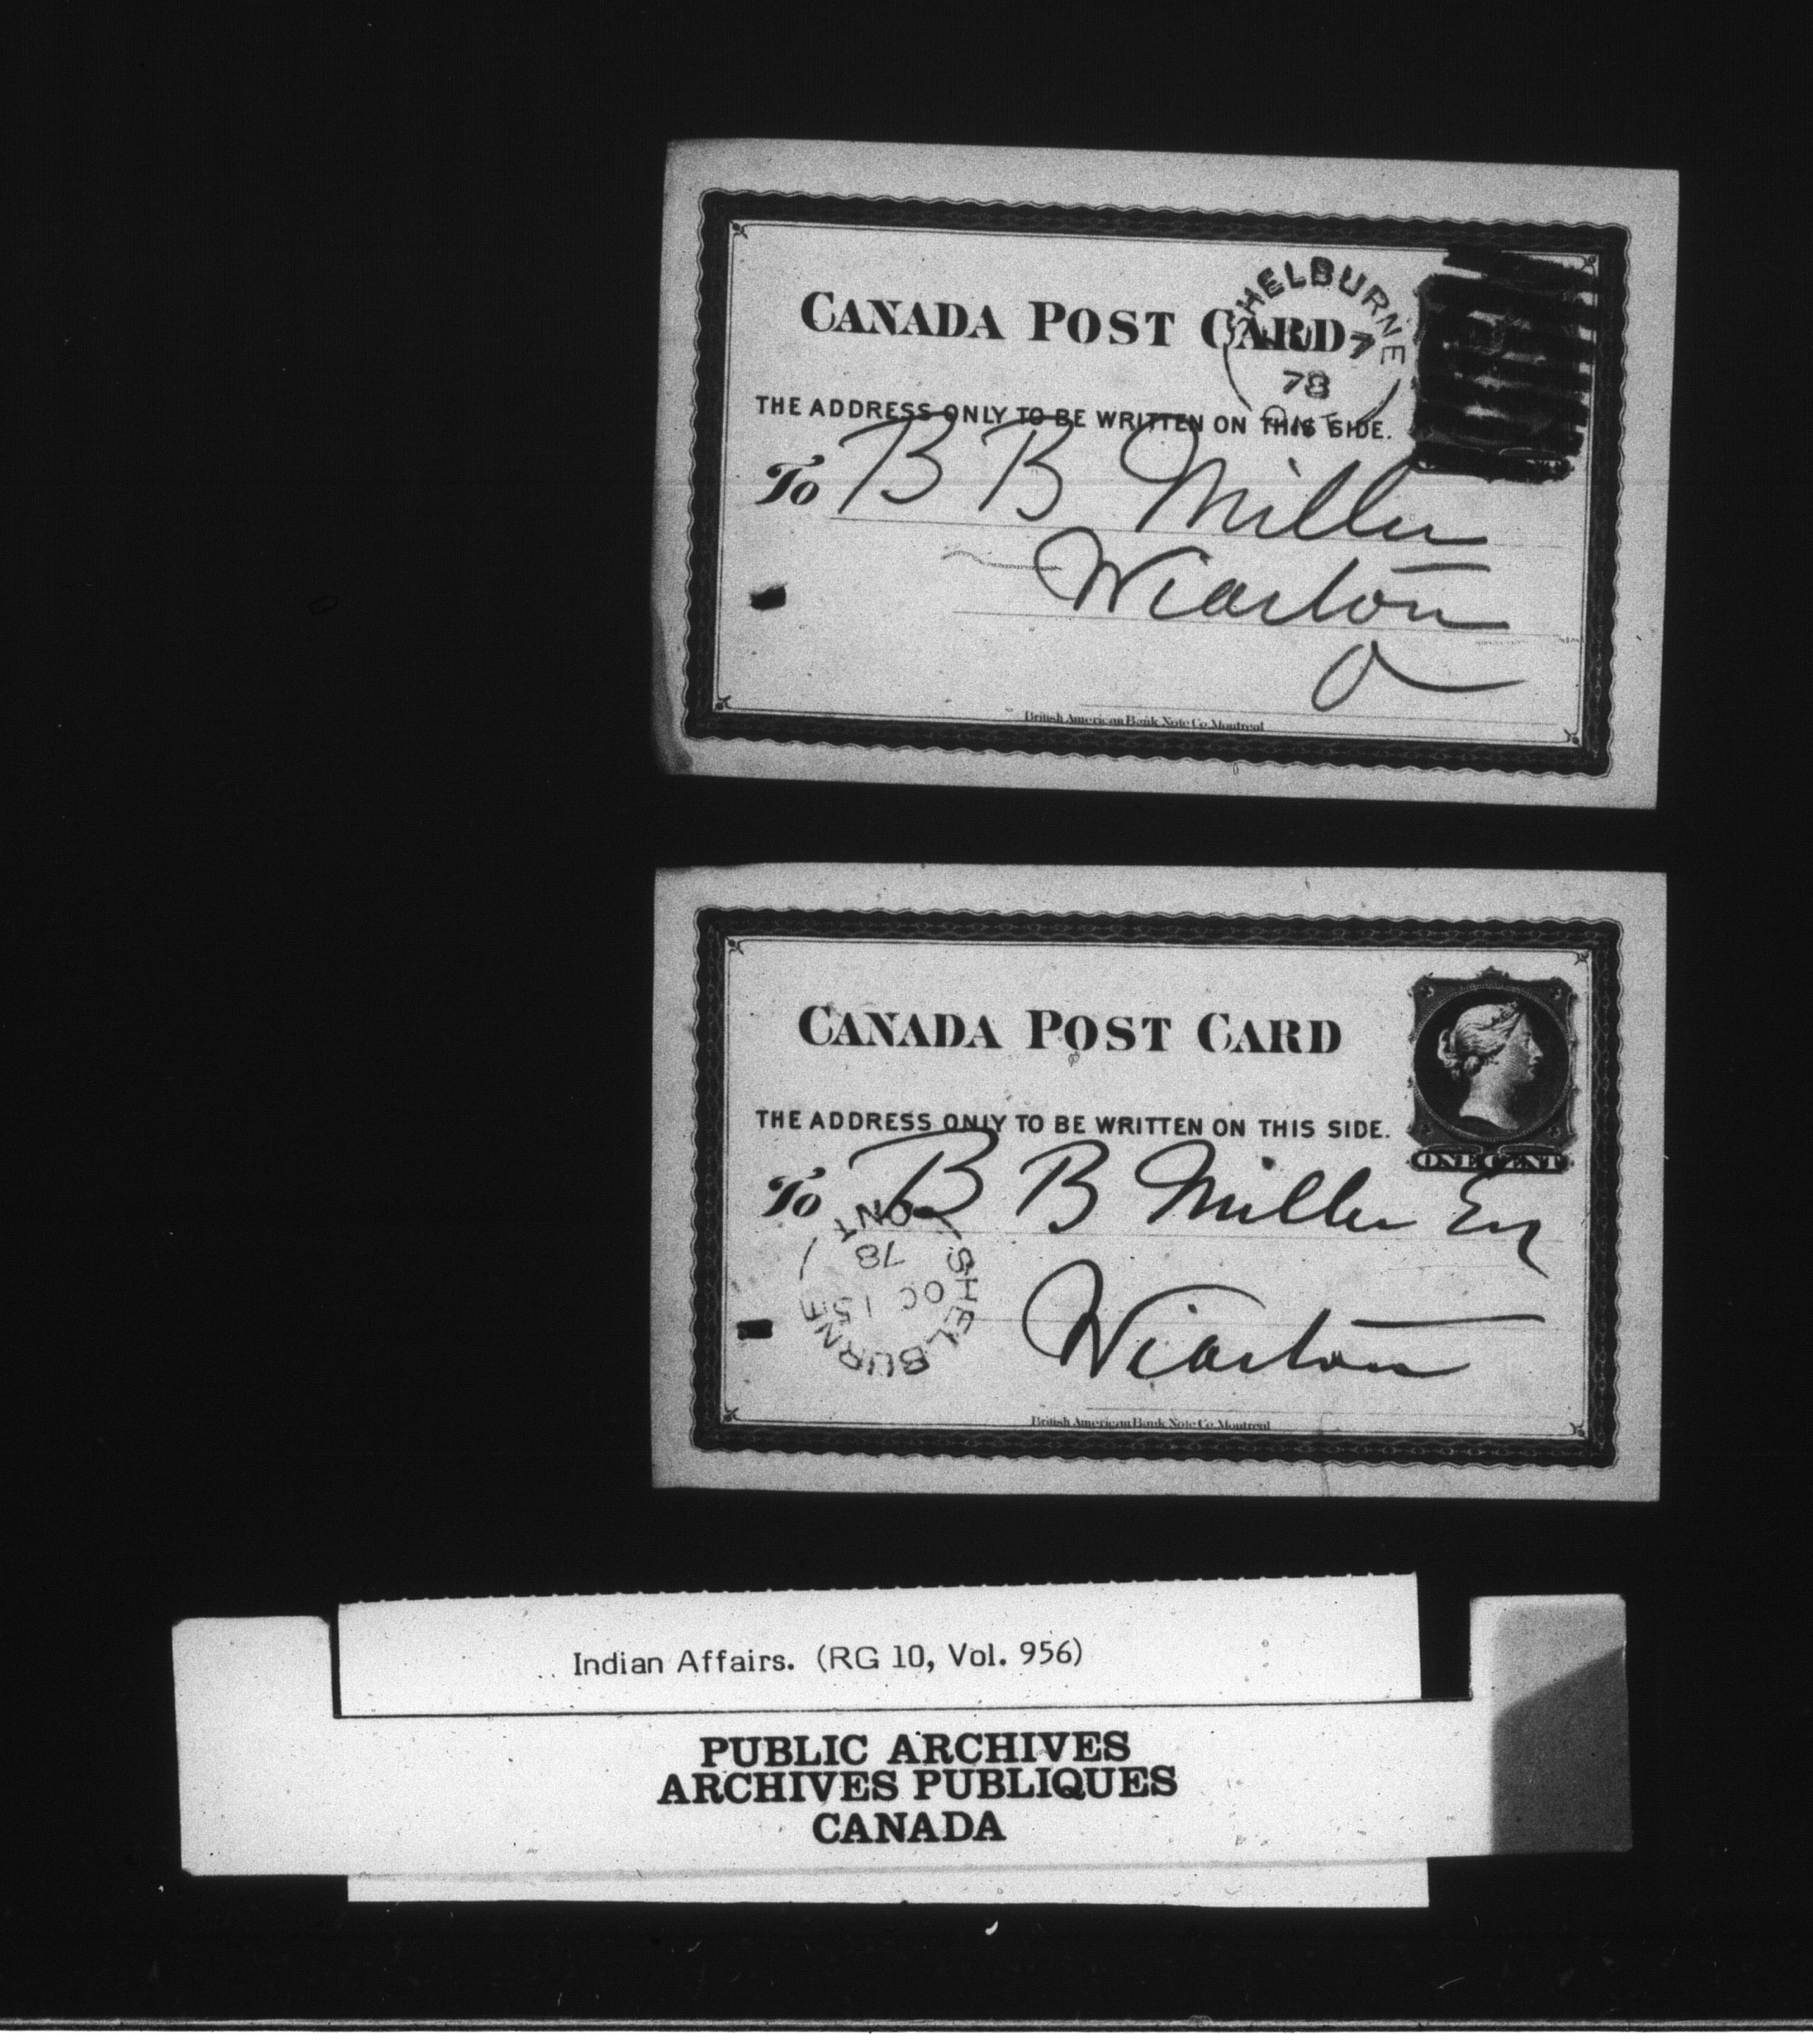 CANADA POST CARD
SHELBURNE
7
78
ONT
THE ADDRESS ONLY TO BE WRITTEN ON THIS SIDE.
To B B Miller
Wiarton
O
British American Bank Note Co. Montreal
CANADA POST CARD
THE ADDRESS ONLY TO BE WRITTEN ON THIS SIDE.
ONE CENT
To B B Miller Esq
Wiarton
SHELBURNE
OC 15
78
ONT
British American Bank Note Co. Montreal
Indian Affairs. (RG 10, Vol. 956)
PUBLIC ARCHIVES
ARCHIVES PUBLIQUES
CANADA